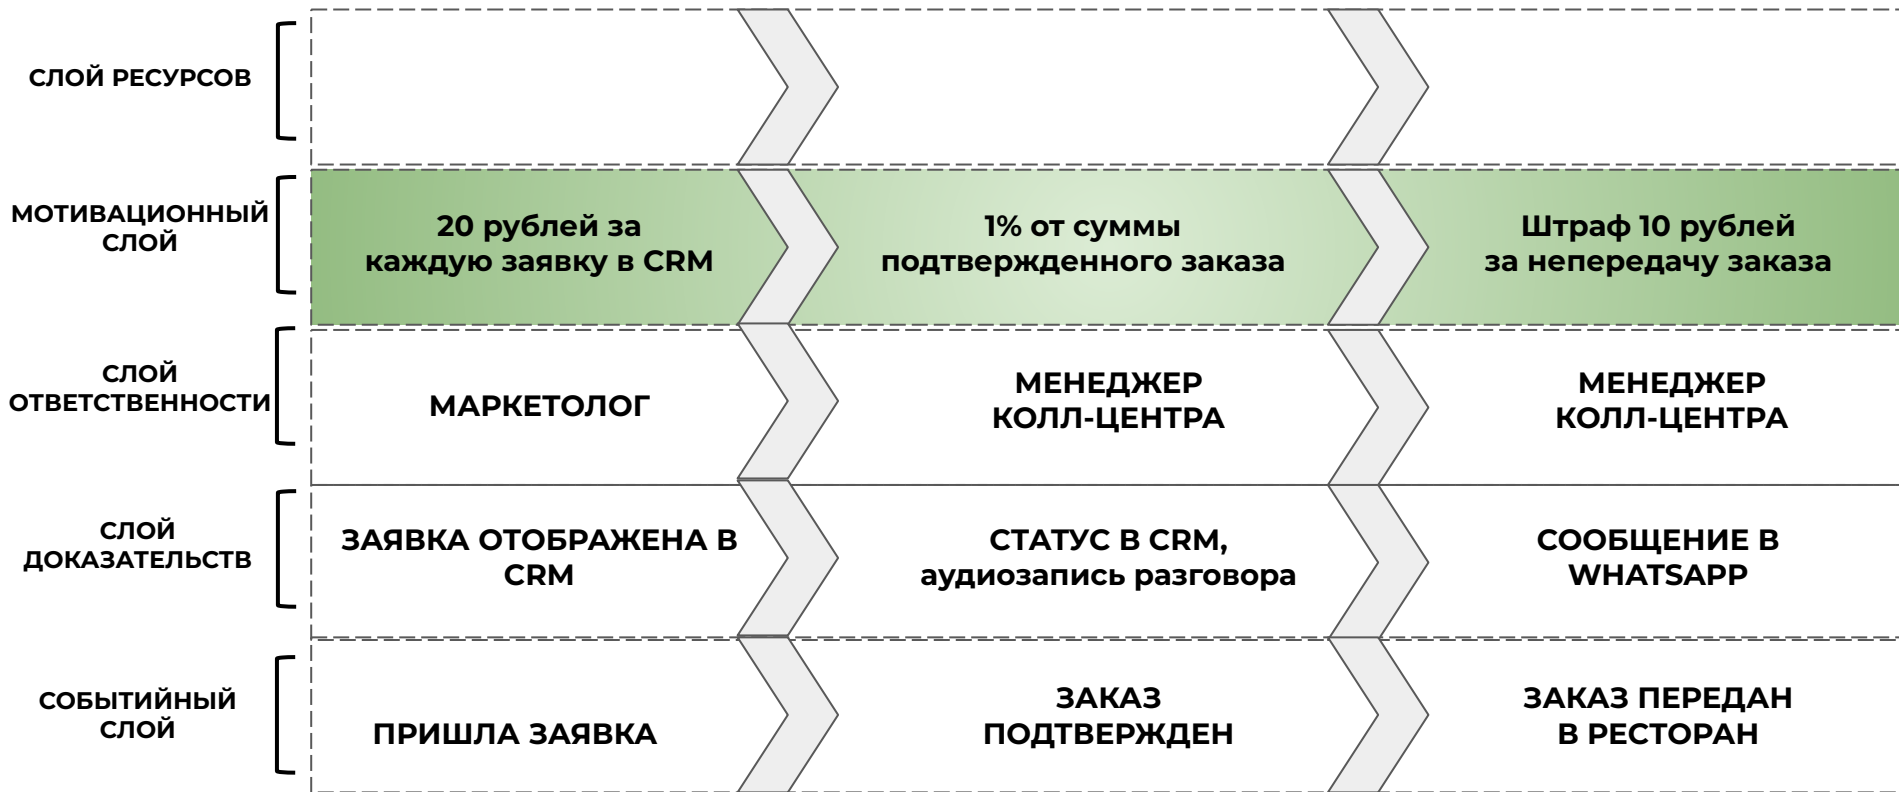 СЛОЙ РЕСУРСОВ
МОТИВАЦИОННЫЙ
СЛОЙ
20 рублей за
каждую заявку в CRM
1% от суммы
подтвержденного заказа
Штраф 10 рублей
за непередачу заказа
СЛОЙ
ОТВЕТСТВЕННОСТИ
МАРКЕТОЛОГ
МЕНЕДЖЕР
КОЛЛ-ЦЕНТРА
МЕНЕДЖЕР
КОЛЛ-ЦЕНТРА
СЛОЙ
ДОКАЗАТЕЛЬСТВ
ЗАЯВКА ОТОБРАЖЕНА В
CRM
СТАТУС В CRM,
аудиозапись разговора
СООБЩЕНИЕ В
WHATSAPP
СОБЫТИЙНЫЙ
СЛОЙ
ПРИШЛА ЗАЯВКА
ЗАКАЗ
ПОДТВЕРЖДЕН
ЗАКАЗ ПЕРЕДАН
В РЕСТОРАН